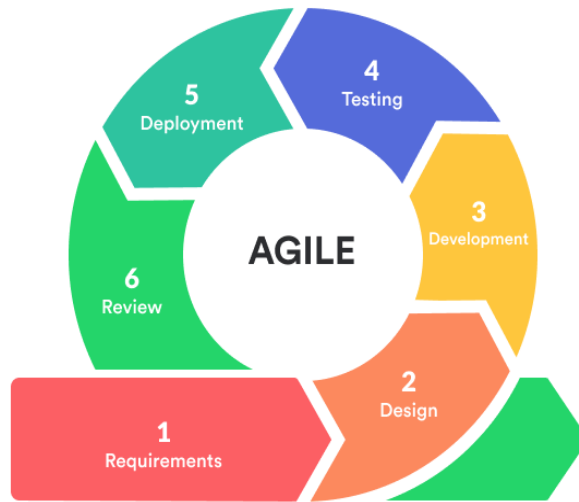 4
Testing
5
Deployment
3
Development
AGILE
6
Review
2
Design
1
Requirements